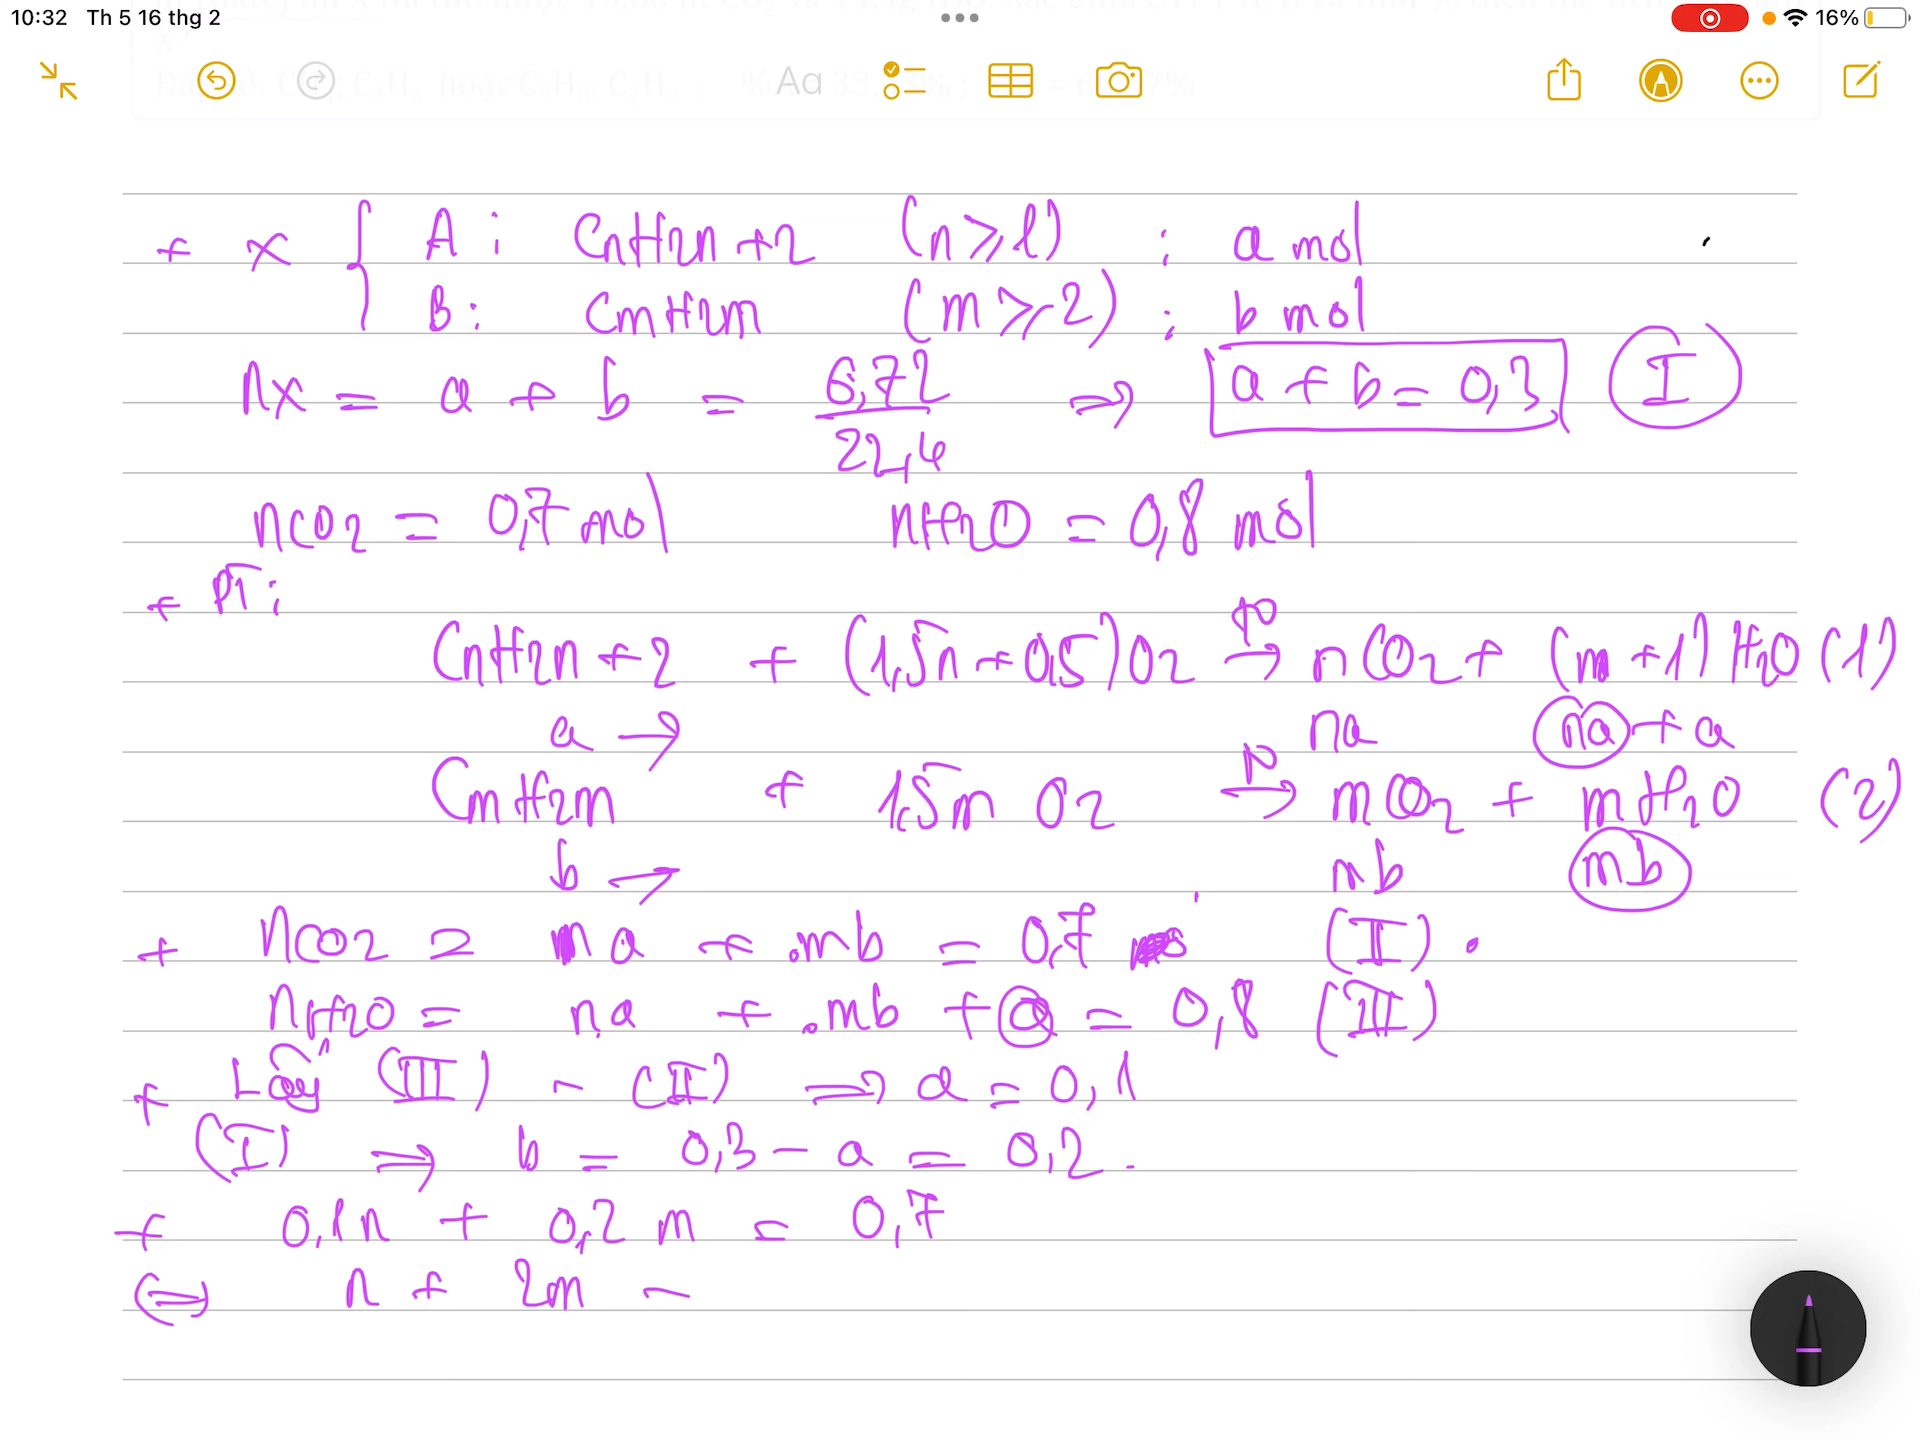 10:32 Th 5 16 thg 2 16%
Aa
+ X { A : CnH2n+2 (n ⩾ 1) ; a mol
B : CmH2m (m ⩾ 2) ; b mol
nX = a + b = 6,72 / 22,4 ⇒ a + b = 0,3 (I)
nCO2 = 0,7 mol nH2O = 0,8 mol
+ PT :
CnH2n+2 + (1,5n+0,5)O2 →t° nCO2 + (m+1) H2O (1)
a → na na + a
CmH2m + 1,5m O2 →t° mCO2 + mH2O (2)
b → mb mb
+ nCO2 = na + .mb = 0,7 (II).
nH2O = na + .mb + a = 0,8 (III)
+ Lấy (III) - (II) ⇒ a = 0,1
(I) ⇒ b = 0,3 - a = 0,2.
+ 0,1n + 0,2m = 0,7
⇔ n + 2m -